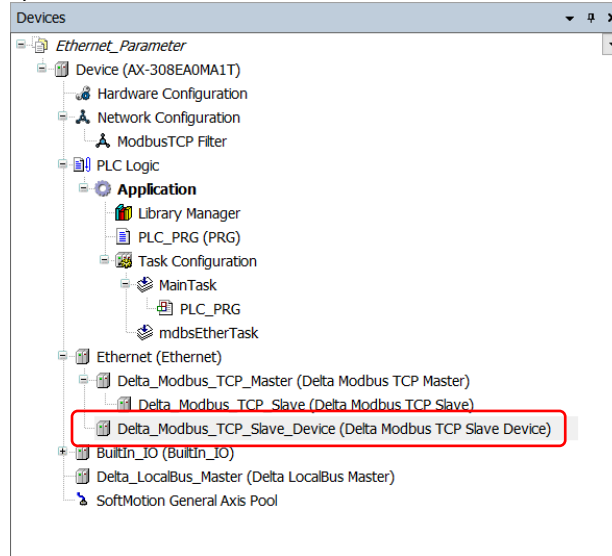 Devices
Ethernet_Parameter
Device (AX-308EA0MA1T)
Hardware Configuration
Network Configuration
ModbusTCP Filter
PLC Logic
Application
Library Manager
PLC_PRG (PRG)
Task Configuration
MainTask
PLC_PRG
mdbsEtherTask
Ethernet (Ethernet)
Delta_Modbus_TCP_Master (Delta Modbus TCP Master)
Delta_Modbus_TCP_Slave (Delta Modbus TCP Slave)
Delta_Modbus_TCP_Slave_Device (Delta Modbus TCP Slave Device)
BuiltIn_IO (BuiltIn_IO)
Delta_LocalBus_Master (Delta LocalBus Master)
SoftMotion General Axis Pool